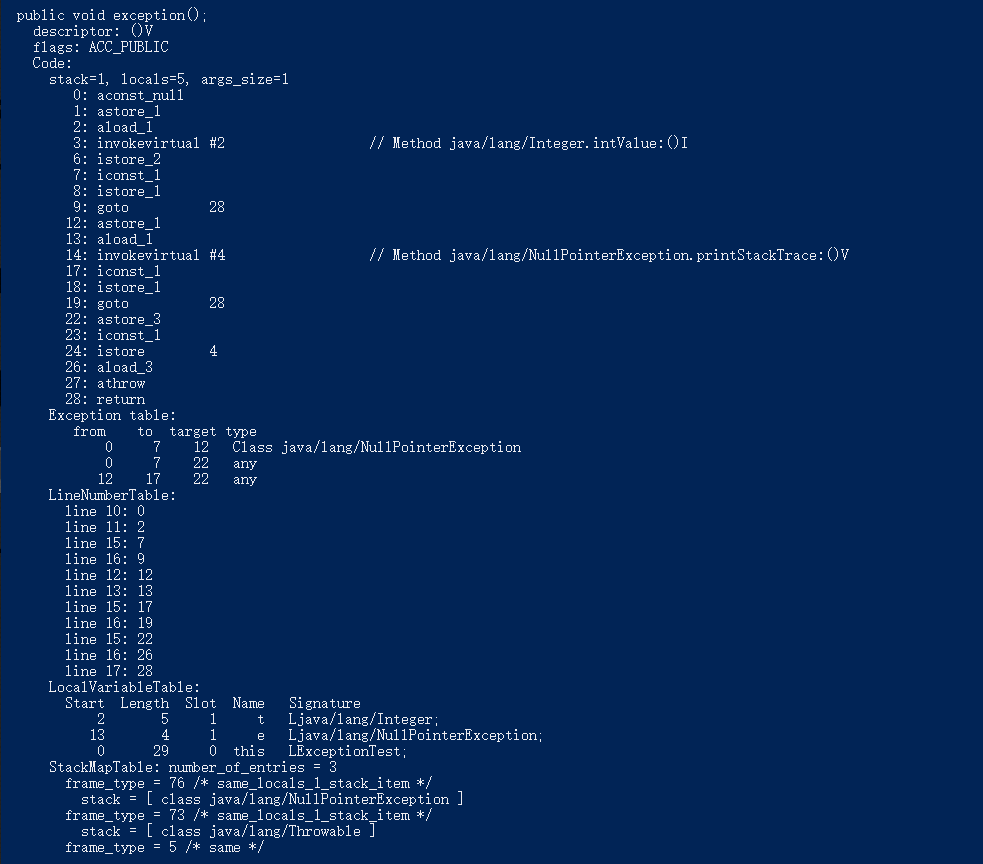 public void exception();
descriptor: ()V
flags: ACC_PUBLIC
Code:
stack=1, locals=5, args_size=1
0: aconst_null
1: astore_1
2: aload_1
3: invokevirtual #2 // Method java/lang/Integer.intValue:()I
6: istore_2
7: iconst_1
8: istore_1
9: goto 28
12: astore_1
13: aload_1
14: invokevirtual #4 // Method java/lang/NullPointerException.printStackTrace:()V
17: iconst_1
18: istore_1
19: goto 28
22: astore_3
23: iconst_1
24: istore 4
26: aload_3
27: athrow
28: return
Exception table:
from to target type
0 7 12 Class java/lang/NullPointerException
0 7 22 any
12 17 22 any
LineNumberTable:
line 10: 0
line 11: 2
line 15: 7
line 16: 9
line 12: 12
line 13: 13
line 15: 17
line 16: 19
line 15: 22
line 16: 26
line 17: 28
LocalVariableTable:
Start Length Slot Name Signature
2 5 1 t Ljava/lang/Integer;
13 4 1 e Ljava/lang/NullPointerException;
0 29 0 this LExceptionTest;
StackMapTable: number_of_entries = 3
frame_type = 76 /* same_locals_1_stack_item */
stack = [ class java/lang/NullPointerException ]
frame_type = 73 /* same_locals_1_stack_item */
stack = [ class java/lang/Throwable ]
frame_type = 5 /* same */